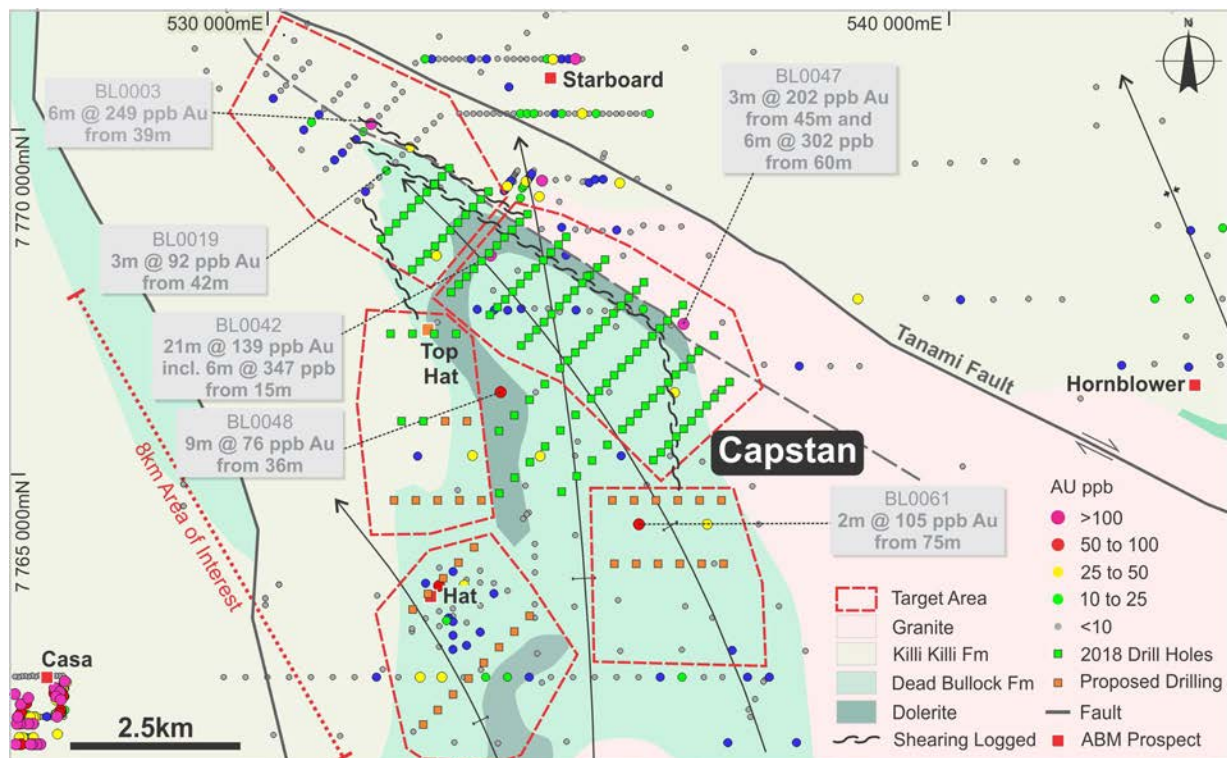 530 000mE
540 000mE
N
BL0003
6m @ 249 ppb Au
from 39m
Starboard
BL0047
3m @ 202 ppb Au
from 45m and
6m @ 302 ppb
from 60m
7 770 000mN
BL0019
3m @ 92 ppb Au
from 42m
BL0042
21m @ 139 ppb Au
incl. 6m @ 347 ppb
from 15m
Top
Hat
Tanami Fault
Hornblower
BL0048
9m @ 76 ppb Au
from 36m
Capstan
8km Area of Interest
7 765 000mN
BL0061
2m @ 105 ppb Au
from 75m
Hat
Casa
2.5km
AU ppb
>100
50 to 100
25 to 50
10 to 25
<10
2018 Drill Holes
Proposed Drilling
Fault
ABM Prospect
Target Area
Granite
Killi Killi Fm
Dead Bullock Fm
Dolerite
Shearing Logged